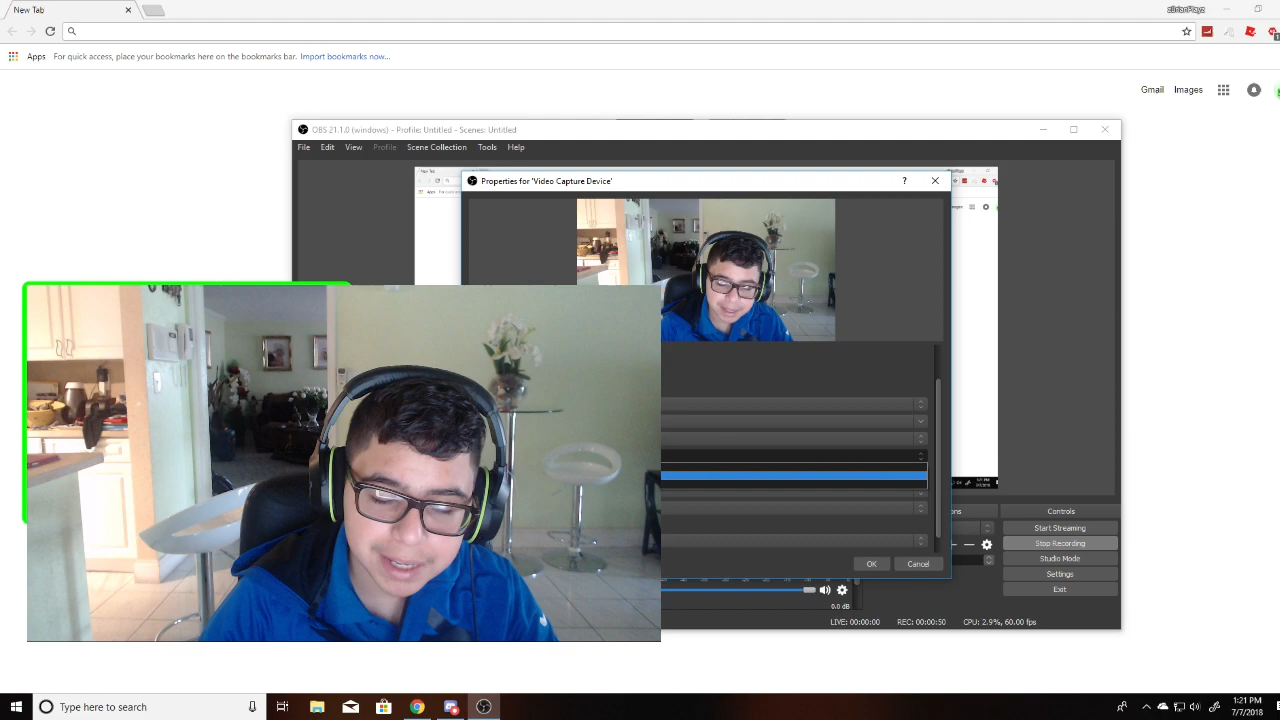 New Tab
zdrianPlayz
Apps For quick access, place your bookmarks here on the bookmarks bar. Import bookmarks now...
Gmail Images
OBS 21.1.0 (windows) - Profile: Untitled - Scenes: Untitled
File Edit View Profile Scene Collection Tools Help
Properties for 'Video Capture Device'
?
OK Cancel
Controls
Start Streaming
Stop Recording
Studio Mode
Settings
Exit
0.0 dB
LIVE: 00:00:00 REC: 00:00:50 CPU: 2.9%, 60.00 fps
Type here to search
1:21 PM
7/7/2018